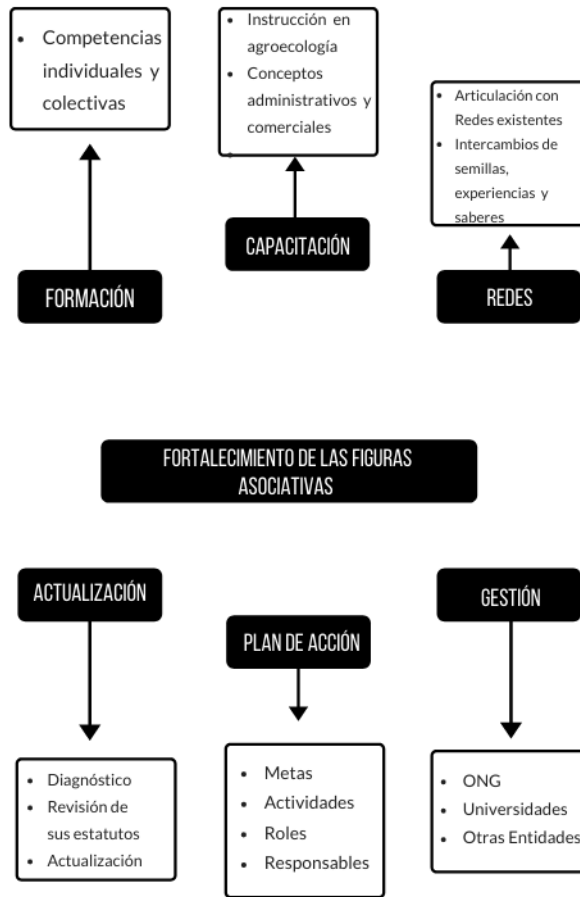 • Competencias
individuales y
colectivas
• Instrucción en
agroecología
• Conceptos
administrativos y
comerciales
•
• Articulación con
Redes existentes
• Intercambios de
semillas,
experiencias y
saberes
FORMACIÓN
CAPACITACIÓN
REDES
FORTALECIMIENTO DE LAS FIGURAS
ASOCIATIVAS
ACTUALIZACIÓN
PLAN DE ACCIÓN
GESTIÓN
• Diagnóstico
• Revisión de
sus estatutos
• Actualización
• Metas
• Actividades
• Roles
• Responsables
• ONG
• Universidades
• Otras Entidades